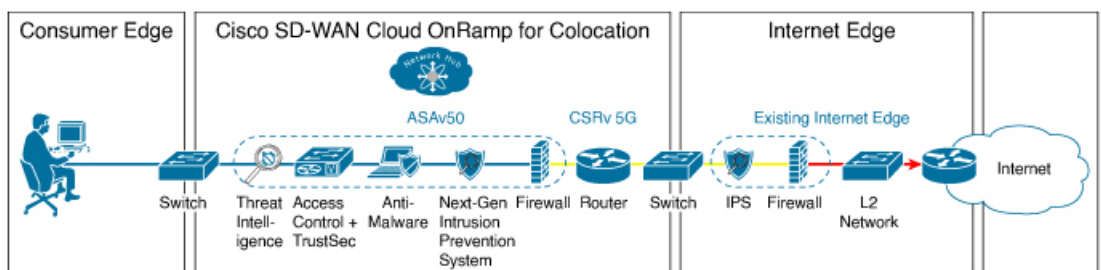 Consumer Edge
Cisco SD-WAN Cloud OnRamp for Colocation
Internet Edge
Network Hub
ASAv50
CSRv 5G
Existing Internet Edge
Internet
Switch
Threat
Intell-
igence
Access
Control +
TrustSec
Anti-
Malware
Next-Gen
Intrusion
Prevention
System
Firewall
Router
Switch
IPS
Firewall
L2
Network